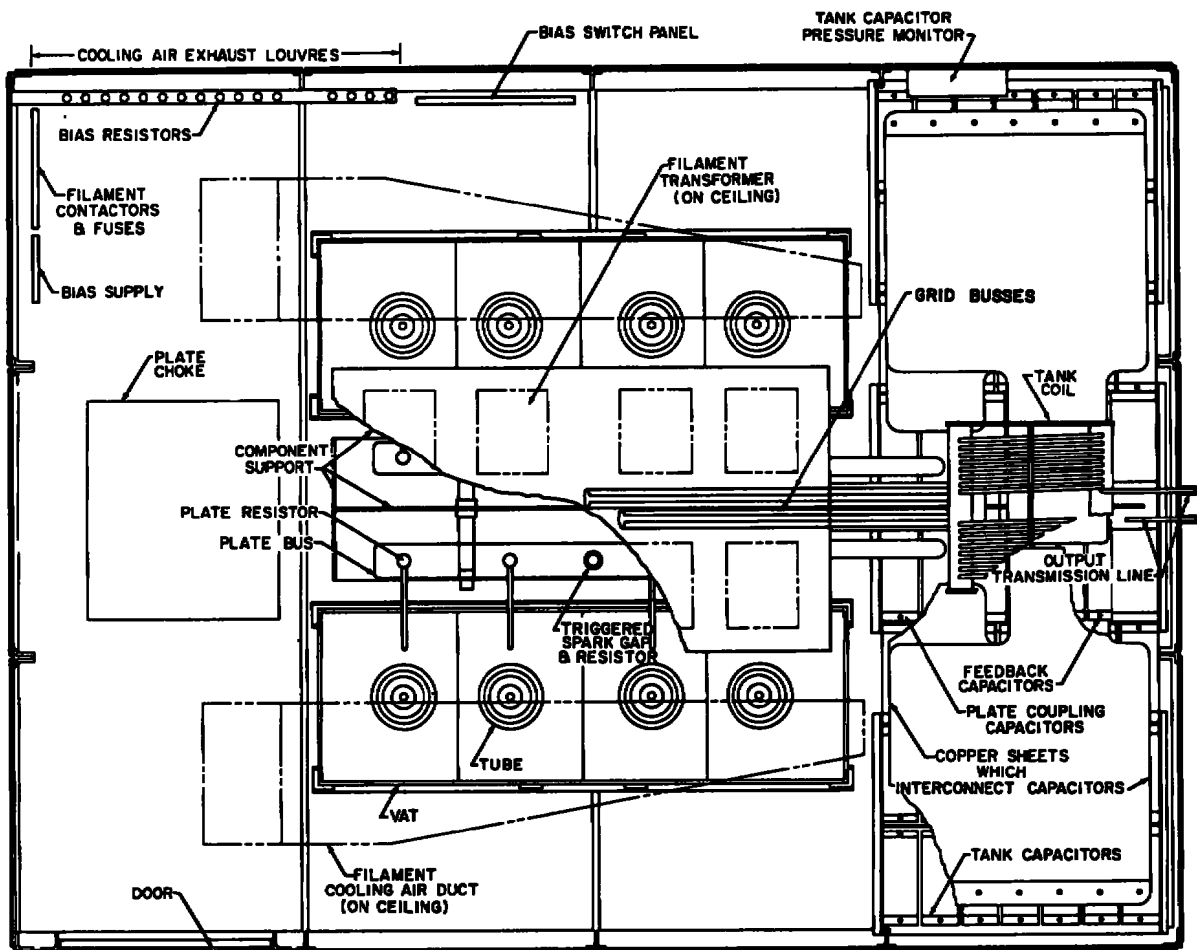 TANK CAPACITOR
PRESSURE MONITOR
BIAS SWITCH PANEL
COOLING AIR EXHAUST LOUVRES
BIAS RESISTORS
FILAMENT
TRANSFORMER
(ON CEILING)
FILAMENT
CONTACTORS
& FUSES
BIAS SUPPLY
GRID BUSSES
PLATE
CHOKE
TANK
COIL
COMPONENT
SUPPORT
PLATE RESISTOR
PLATE BUS
OUTPUT
TRANSMISSION LINE
TRIGGERED
SPARK GAP
& RESISTOR
FEEDBACK
CAPACITORS
PLATE COUPLING
CAPACITORS
TUBE
COPPER SHEETS
WHICH
INTERCONNECT CAPACITORS
VAT
TANK CAPACITORS
FILAMENT
COOLING AIR DUCT
(ON CEILING)
DOOR